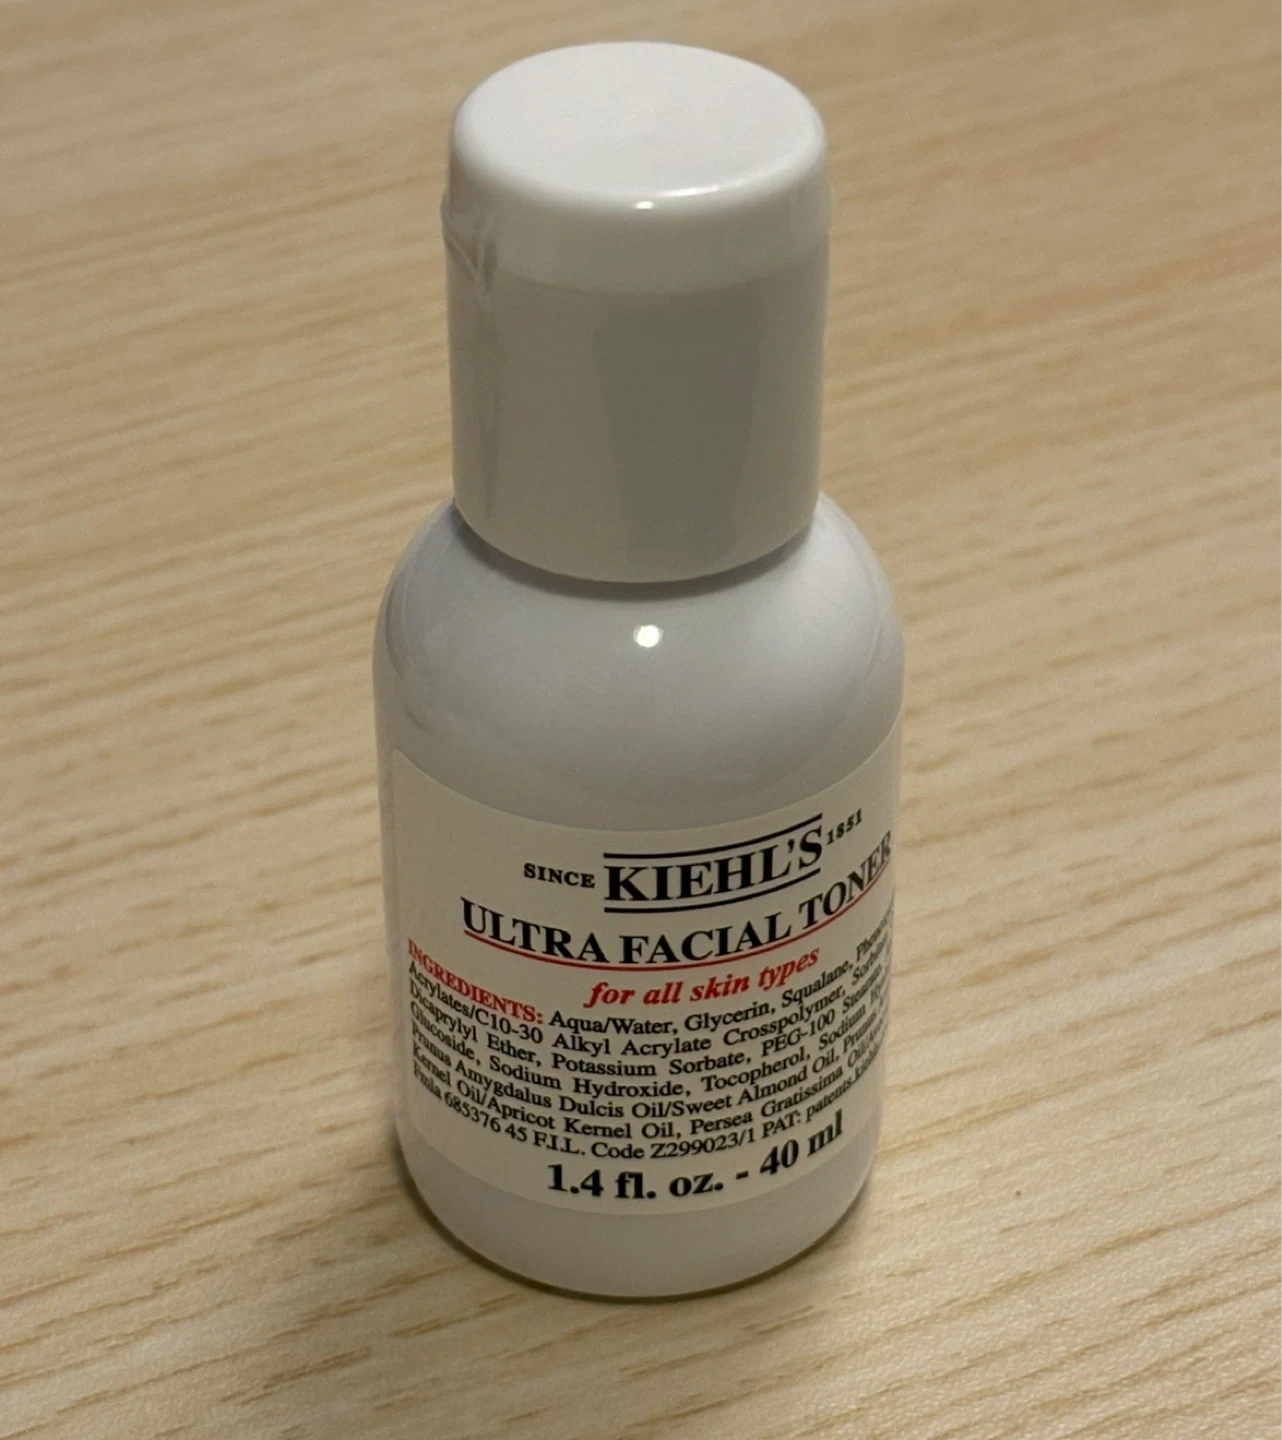 SINCE KIEHL'S 1851
ULTRA FACIAL TONER
for all skin types
INGREDIENTS: Aqua/Water, Glycerin, Squalane,
Acrylates/C10-30 Alkyl Acrylate Crosspolymer,
Dicaprylyl Ether, Potassium Sorbate, PEG-100
Glucoside, Sodium Hydroxide, Tocopherol, Sodium
Prunus Amygdalus Dulcis Oil/Sweet Almond Oil, Prunus
Kernel Oil/Apricot Kernel Oil, Persea Gratissima
Fmla 685376 45 F.I.L. Code Z299023/1 PAT:
1.4 fl. oz. - 40 ml